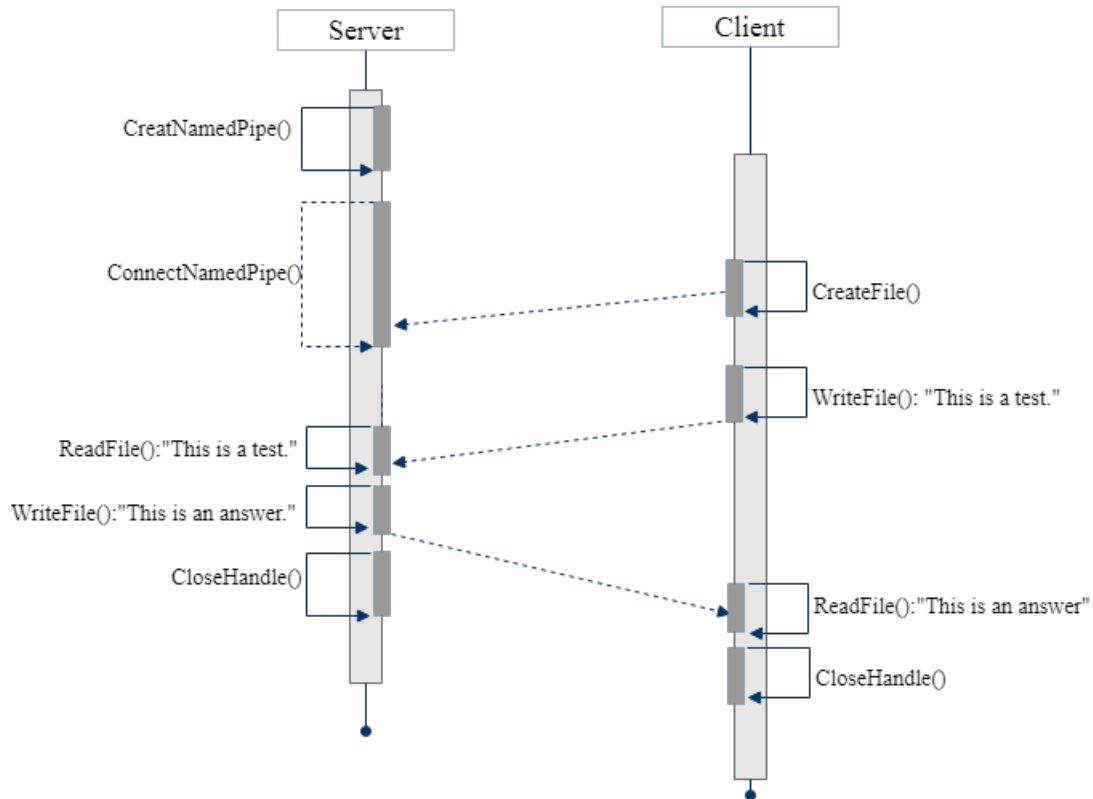 Server
Client
CreatNamedPipe()
ConnectNamedPipe()
CreateFile()
WriteFile(): "This is a test."
ReadFile():"This is a test."
WriteFile():"This is an answer."
CloseHandle()
ReadFile():"This is an answer"
CloseHandle()